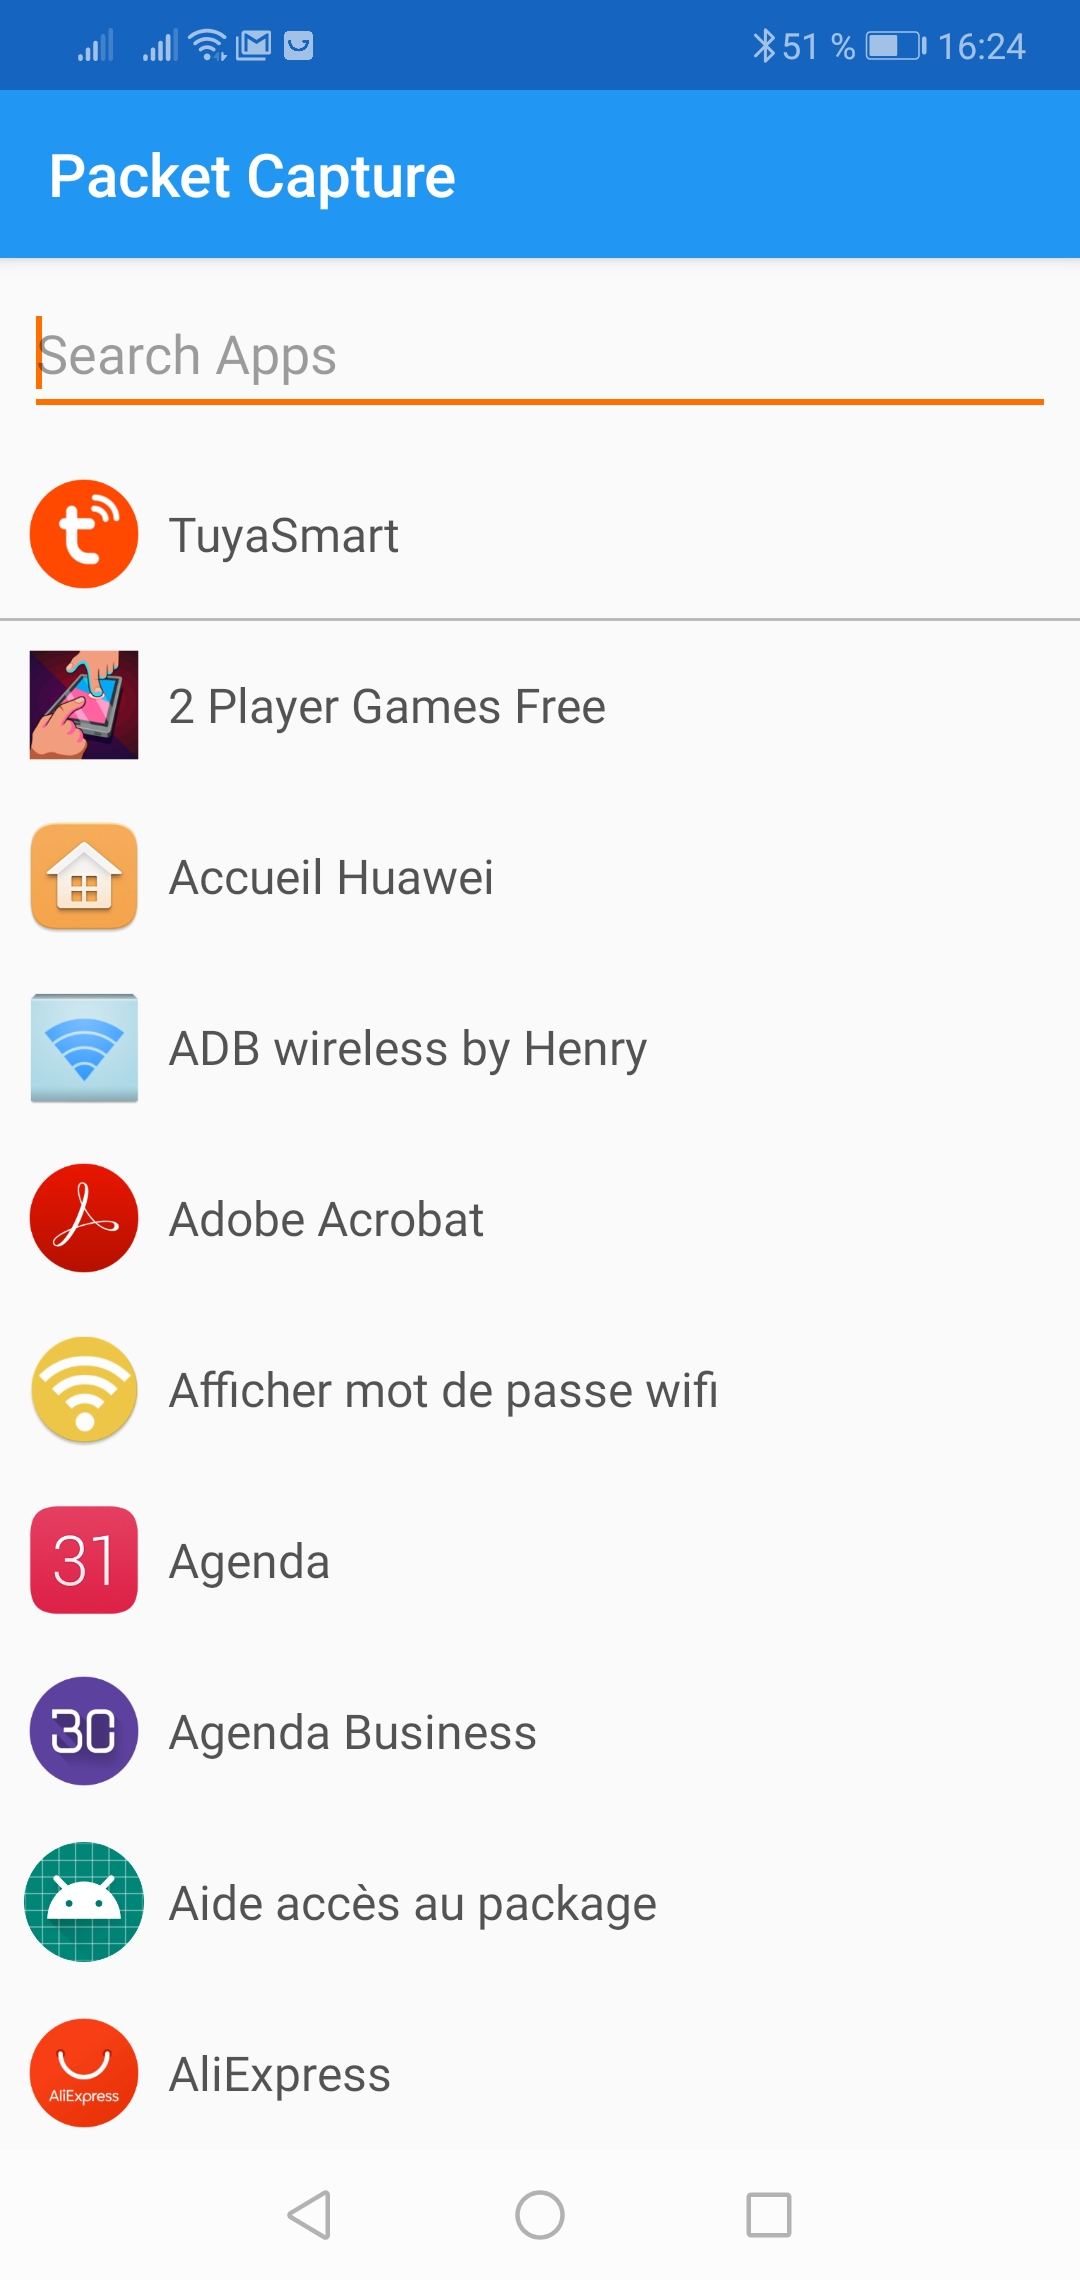 51 % 16:24
Packet Capture
Search Apps
TuyaSmart
2 Player Games Free
Accueil Huawei
ADB wireless by Henry
Adobe Acrobat
Afficher mot de passe wifi
31
Agenda
30
Agenda Business
Aide accès au package
AliExpress
AliExpress